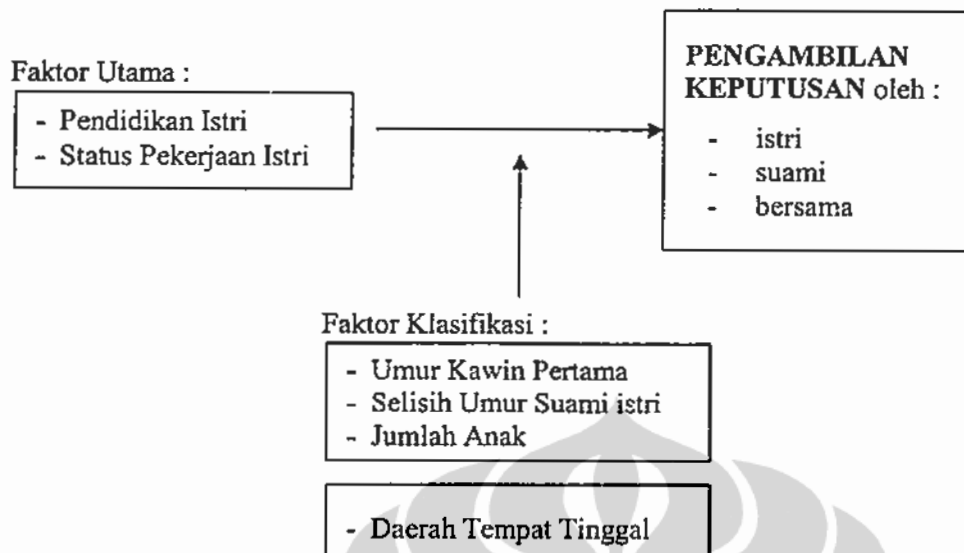 Faktor Utama :
- Pendidikan Istri
- Status Pekerjaan Istri
PENGAMBILAN
KEPUTUSAN oleh :
- istri
- suami
- bersama
Faktor Klasifikasi :
- Umur Kawin Pertama
- Selisih Umur Suami istri
- Jumlah Anak
- Daerah Tempat Tinggal